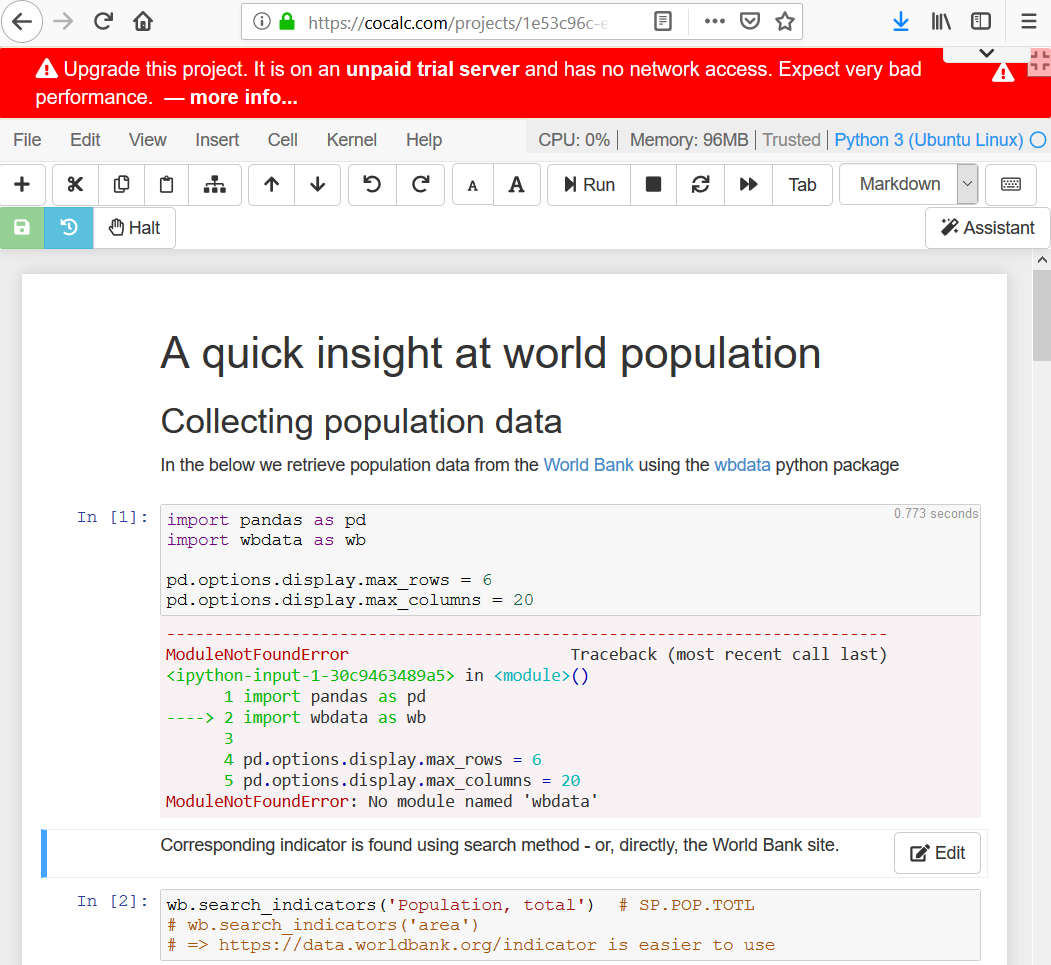 https://cocalc.com/projects/1e53c96c-e
Upgrade this project. It is on an unpaid trial server and has no network access. Expect very bad
performance. — more info...
File Edit View Insert Cell Kernel Help CPU: 0% Memory: 96MB Trusted Python 3 (Ubuntu Linux)
A A Run Tab Markdown
Halt Assistant
A quick insight at world population
Collecting population data
In the below we retrieve population data from the World Bank using the wbdata python package
In [1]: 0.773 seconds
import pandas as pd
import wbdata as wb
pd.options.display.max_rows = 6
pd.options.display.max_columns = 20
---------------------------------------------------------------------------
ModuleNotFoundError Traceback (most recent call last)
<ipython-input-1-30c9463489a5> in <module>()
1 import pandas as pd
----> 2 import wbdata as wb
3
4 pd.options.display.max_rows = 6
5 pd.options.display.max_columns = 20
ModuleNotFoundError: No module named 'wbdata'
Corresponding indicator is found using search method - or, directly, the World Bank site. Edit
In [2]: wb.search_indicators('Population, total') # SP.POP.TOTL
# wb.search_indicators('area')
# => https://data.worldbank.org/indicator is easier to use